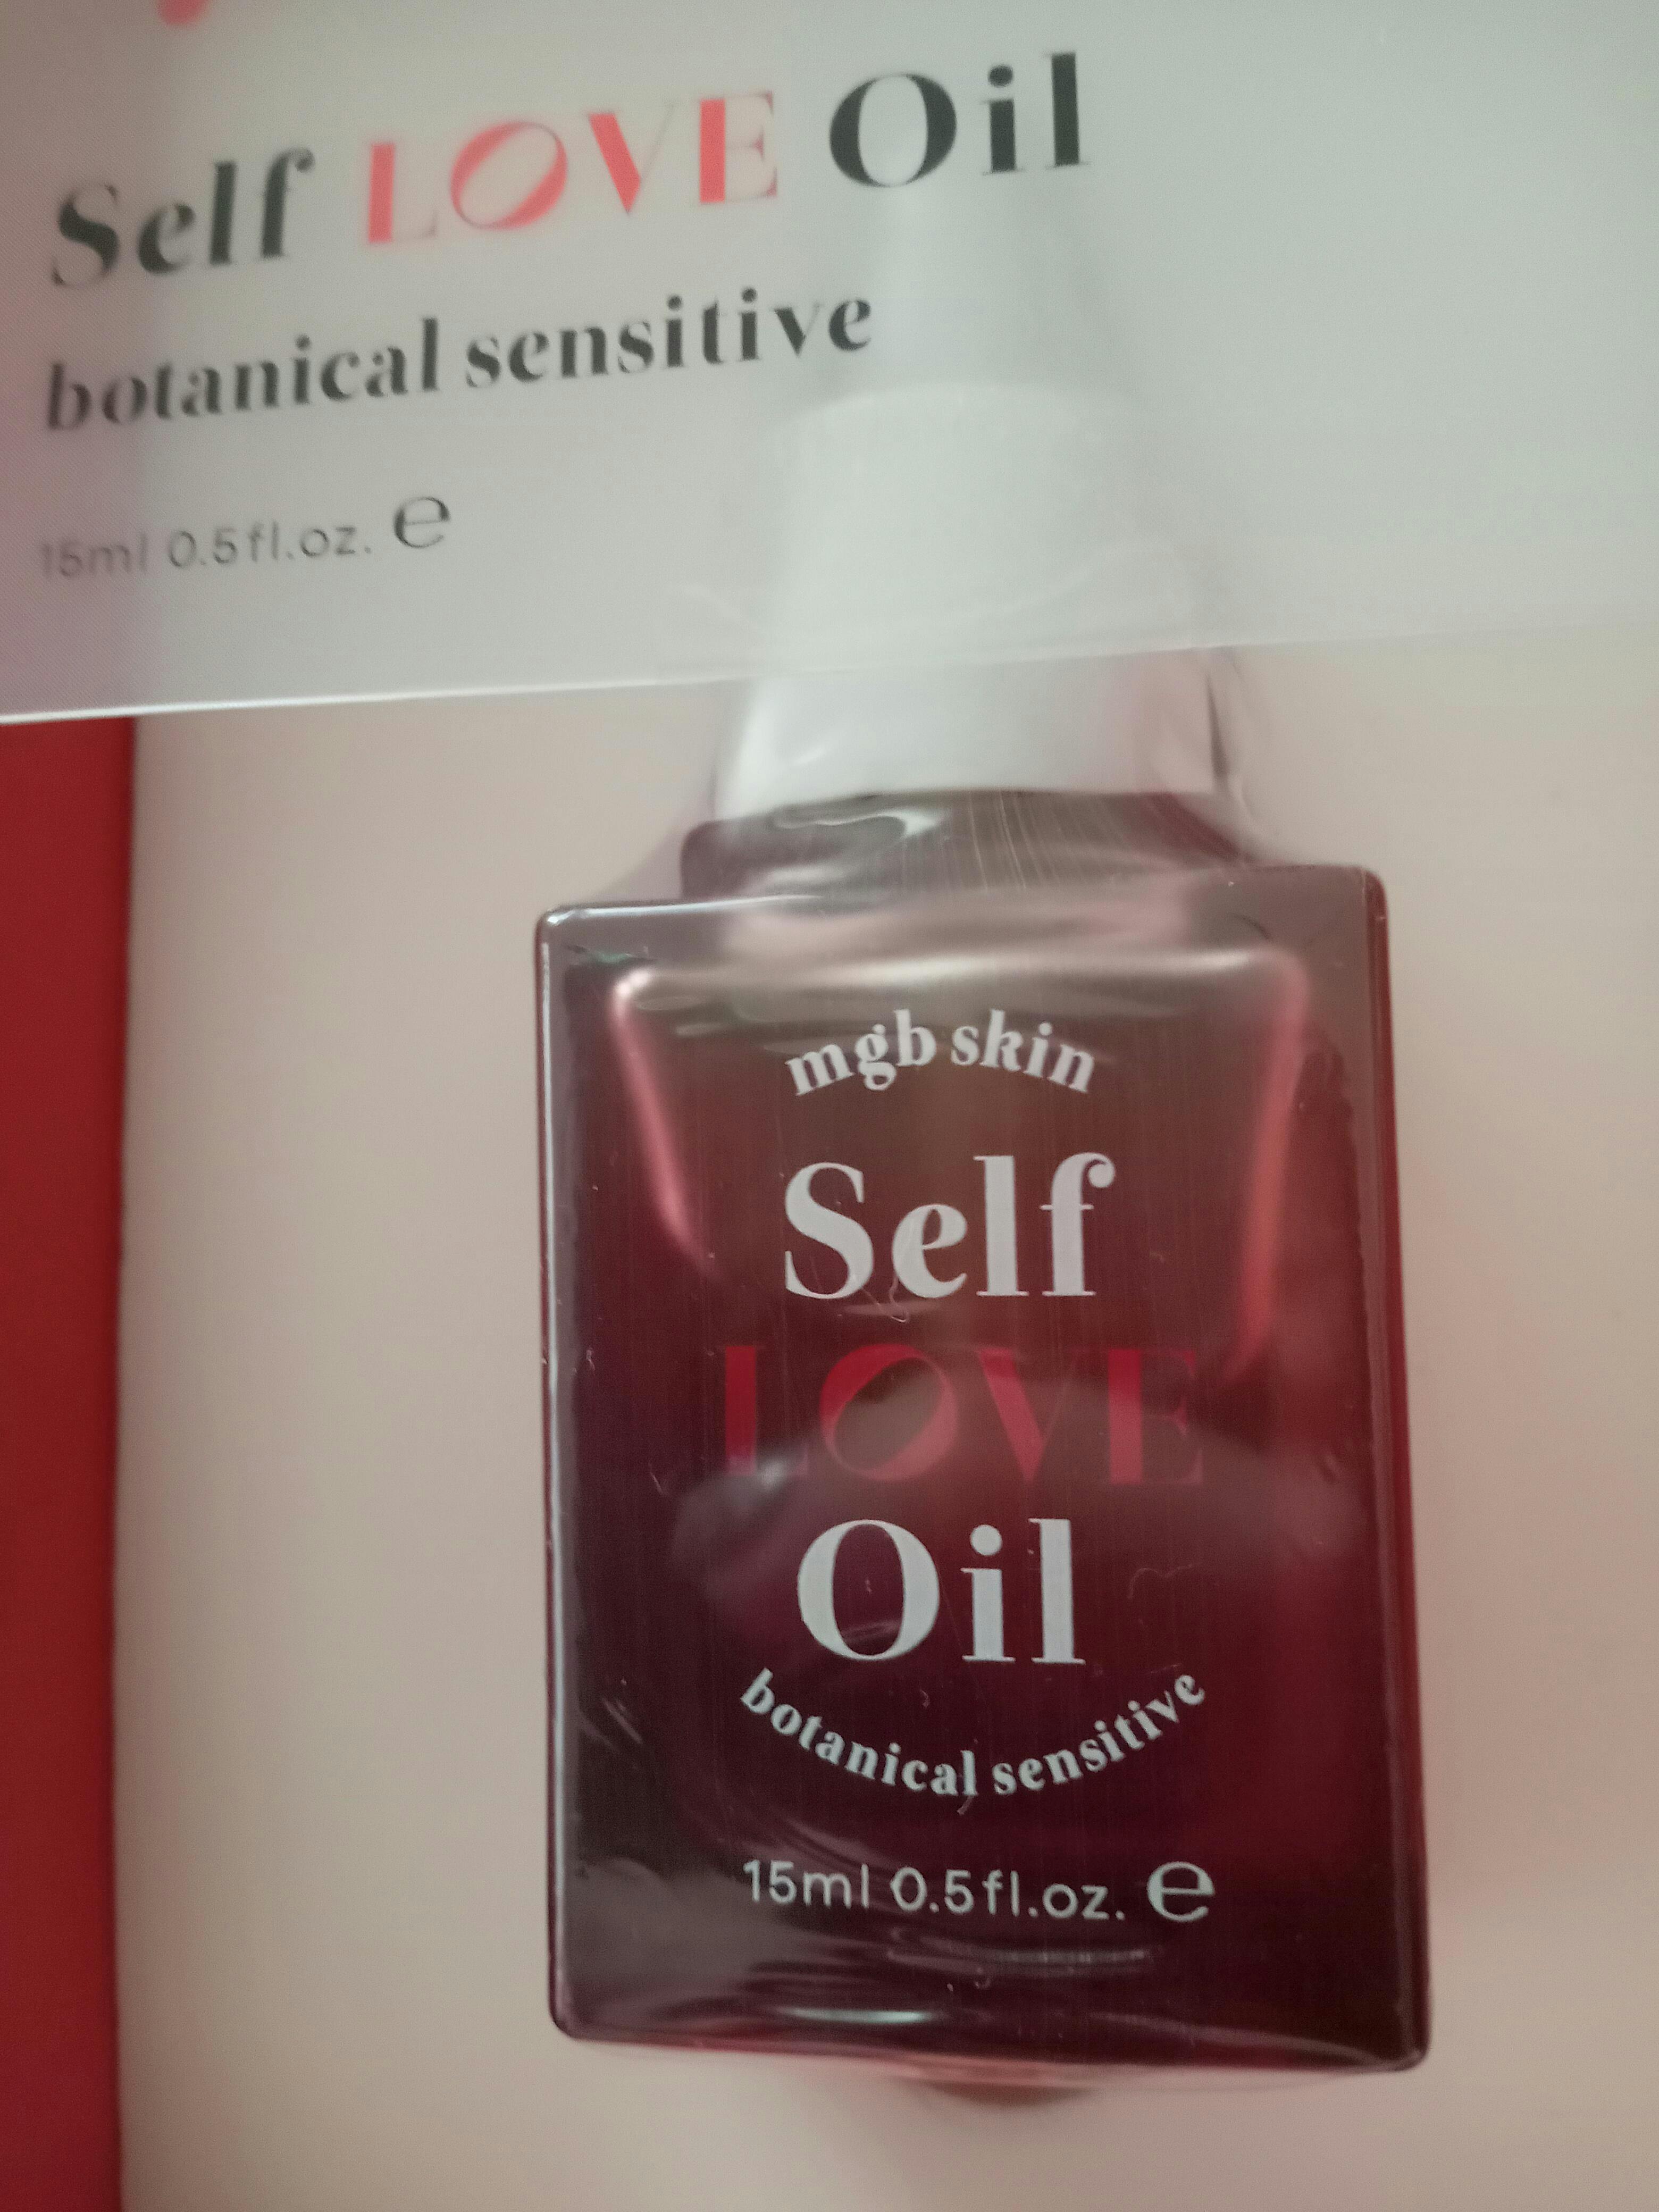 Self LOVE Oil
botanical sensitive
15ml 0.5fl.oz. e
mgb skin
Self
LOVE
Oil
botanical sensitive
15ml 0.5fl.oz. e